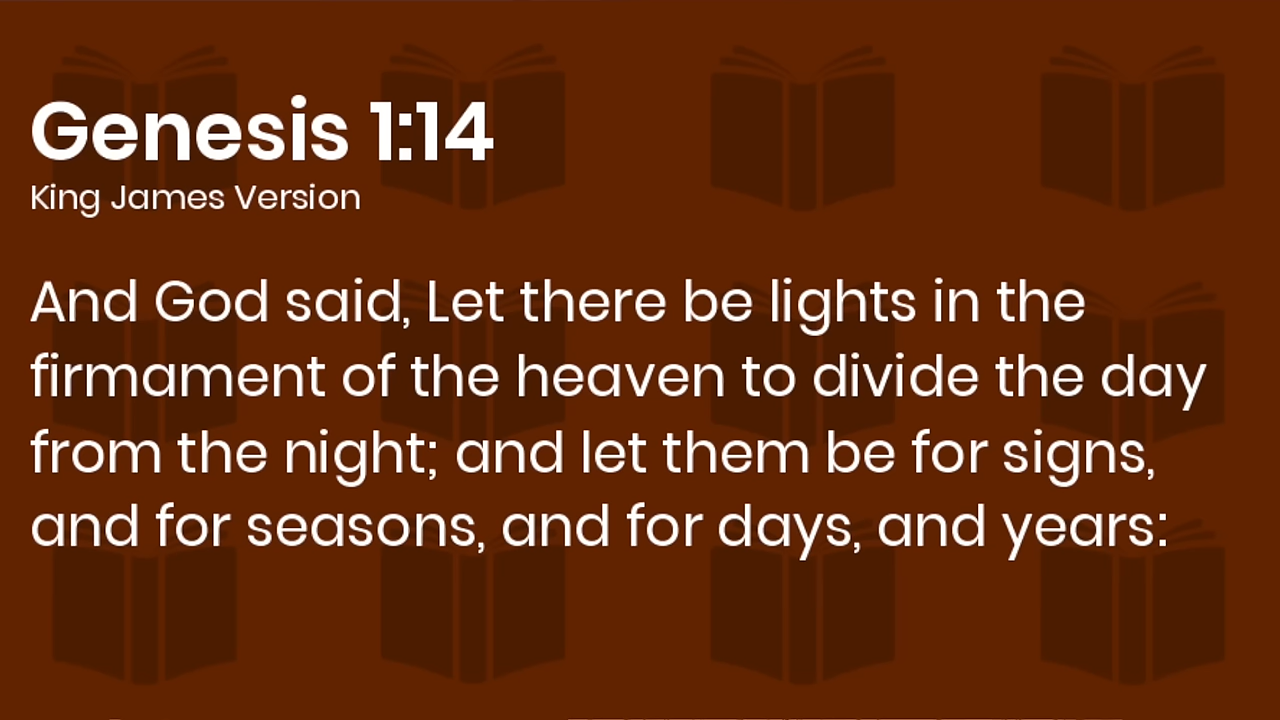 Genesis 1:14
King James Version
And God said, Let there be lights in the
firmament of the heaven to divide the day
from the night; and let them be for signs,
and for seasons, and for days, and years: